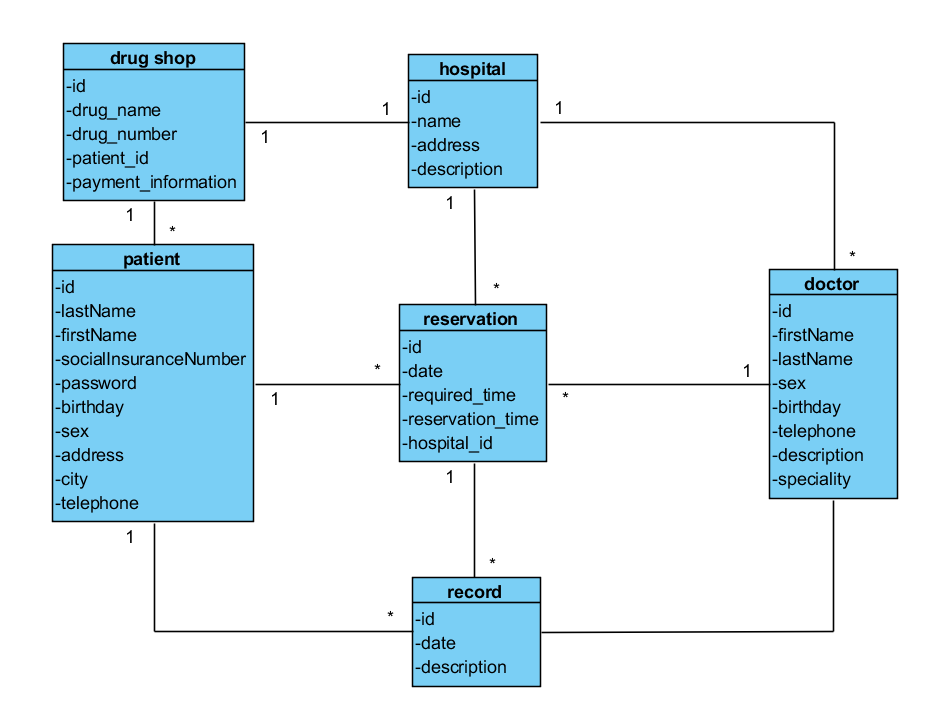 drug shop
-id
-drug_name
-drug_number
-patient_id
-payment_information
1
1
hospital
-id
-name
-address
-description
1
1
*
1
*
patient
-id
-lastName
-firstName
-socialInsuranceNumber
-password
-birthday
-sex
-address
-city
-telephone
1
*
reservation
-id
-date
-required_time
-reservation_time
-hospital_id
1
*
*
1
doctor
-id
-firstName
-lastName
-sex
-birthday
-telephone
-description
-speciality
1
*
1
*
record
-id
-date
-description